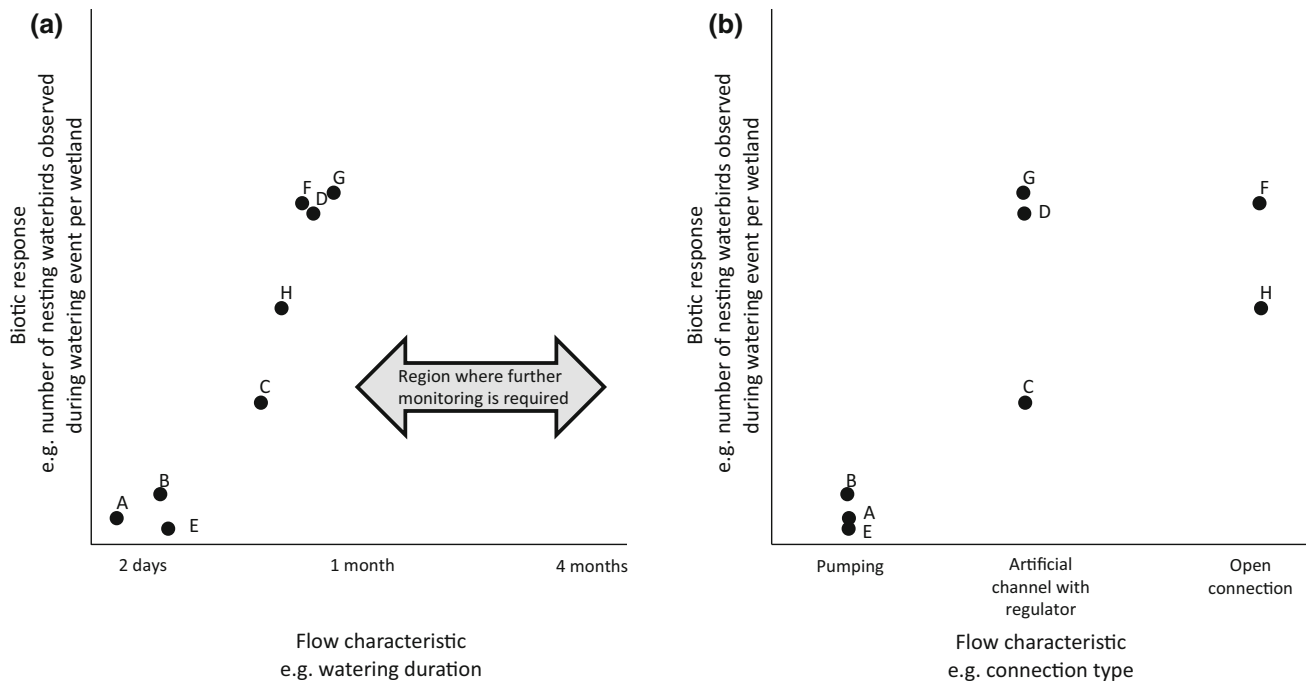 (a)
Biotic response
e.g. number of nesting waterbirds observed
during watering event per wetland
A
B
E
C
H
F
D
G
Region where further
monitoring is required
2 days
1 month
4 months
Flow characteristic
e.g. watering duration
(b)
Biotic response
e.g. number of nesting waterbirds observed
during watering event per wetland
B
A
E
G
D
C
F
H
Pumping
Artificial
channel with
regulator
Open
connection
Flow characteristic
e.g. connection type